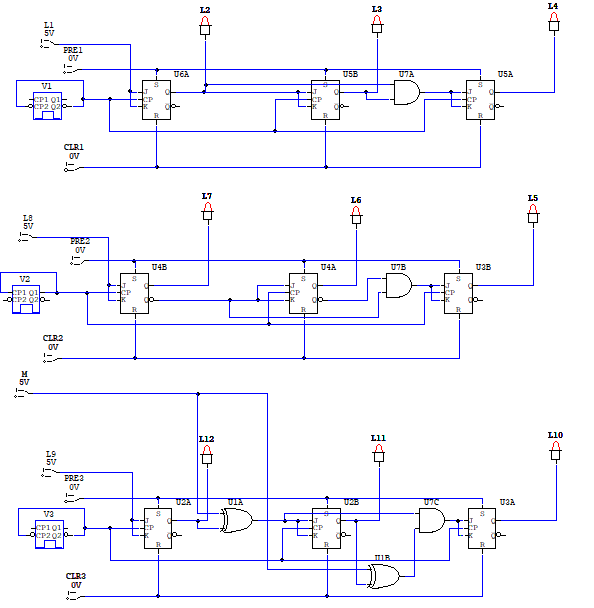 L1
5V
PRE1
0V
V1
CP1 Q1
CP2 Q2
L2
L3
L4
U6A
S
J Q
CP
K Q
R
U5B
S
J Q
CP
K Q
R
U7A
U5A
S
J Q
CP
K Q
R
CLR1
0V
L8
5V
PRE2
0V
V2
CP1 Q1
CP2 Q2
L7
L6
L5
U4B
S
J Q
CP
K Q
R
U4A
S
J Q
CP
K Q
R
U7B
U3B
S
J Q
CP
K Q
R
CLR2
0V
M
5V
L9
5V
PRE3
0V
V3
CP1 Q1
CP2 Q2
L12
L11
L10
U2A
S
J Q
CP
K Q
R
U1A
U2B
S
J Q
CP
K Q
R
U7C
U3A
S
J Q
CP
K Q
R
U1B
CLR3
0V